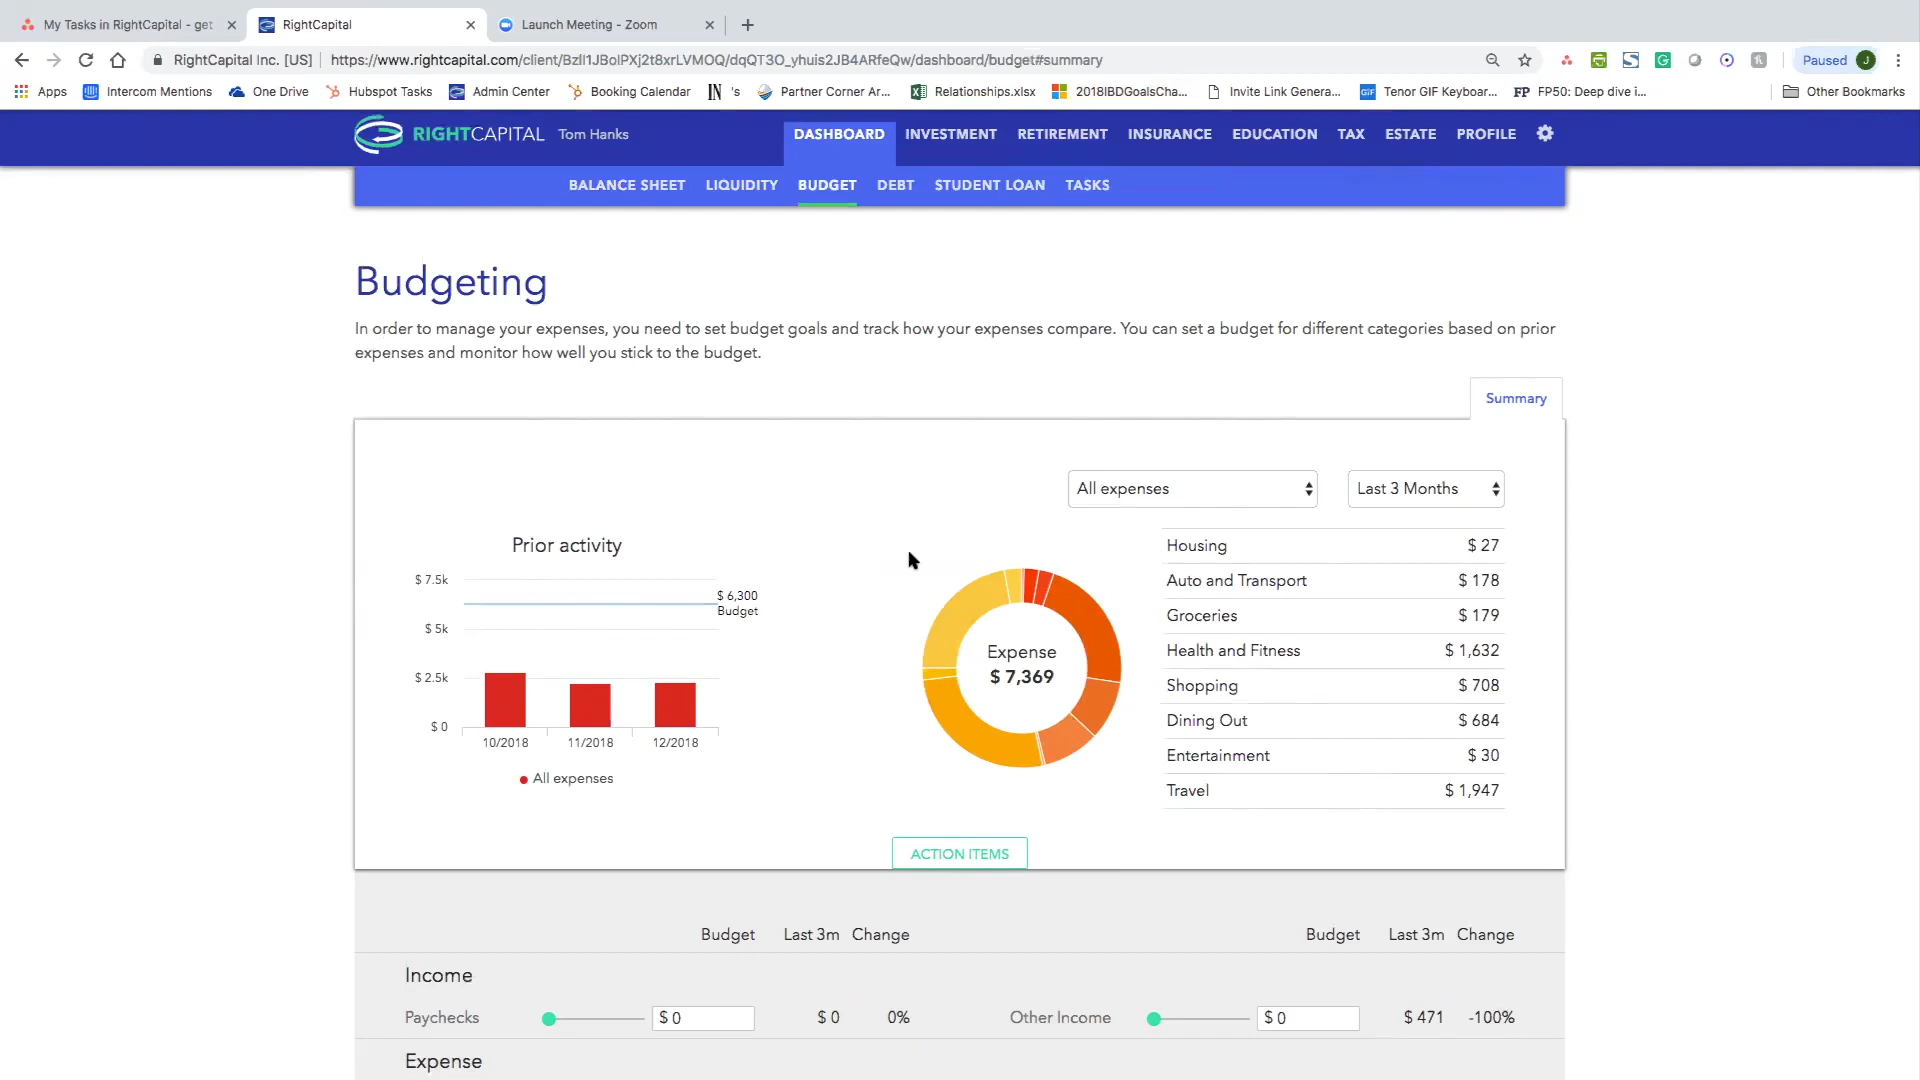 My Tasks in RightCapital - get
RightCapital
Launch Meeting - Zoom
RightCapital Inc. [US]
https://www.rightcapital.com/client/BzlI1JBolPXj2t8xrLVMOQ/dqQT3O_yhuis2JB4ARfeQw/dashboard/budget#summary
Paused J
Apps
Intercom Mentions
One Drive
Hubspot Tasks
Admin Center
Booking Calendar
IN 's
Partner Corner Ar...
Relationships.xlsx
2018IBDGoalsCha...
Invite Link Genera...
GIF Tenor GIF Keyboar...
FP FP50: Deep dive i...
Other Bookmarks
RIGHTCAPITAL
Tom Hanks
DASHBOARD
INVESTMENT
RETIREMENT
INSURANCE
EDUCATION
TAX
ESTATE
PROFILE
BALANCE SHEET
LIQUIDITY
BUDGET
DEBT
STUDENT LOAN
TASKS
Budgeting
In order to manage your expenses, you need to set budget goals and track how your expenses compare. You can set a budget for different categories based on prior
expenses and monitor how well you stick to the budget.
Summary
All expenses
Last 3 Months
Prior activity
$ 7.5k
$ 6,300
Budget
$ 5k
$ 2.5k
$ 0
10/2018
11/2018
12/2018
All expenses
Expense
$ 7,369
Housing $ 27
Auto and Transport $ 178
Groceries $ 179
Health and Fitness $ 1,632
Shopping $ 708
Dining Out $ 684
Entertainment $ 30
Travel $ 1,947
ACTION ITEMS
Budget Last 3m Change Budget Last 3m Change
Income
Paychecks $ 0 $ 0 0% Other Income $ 0 $ 471 -100%
Expense